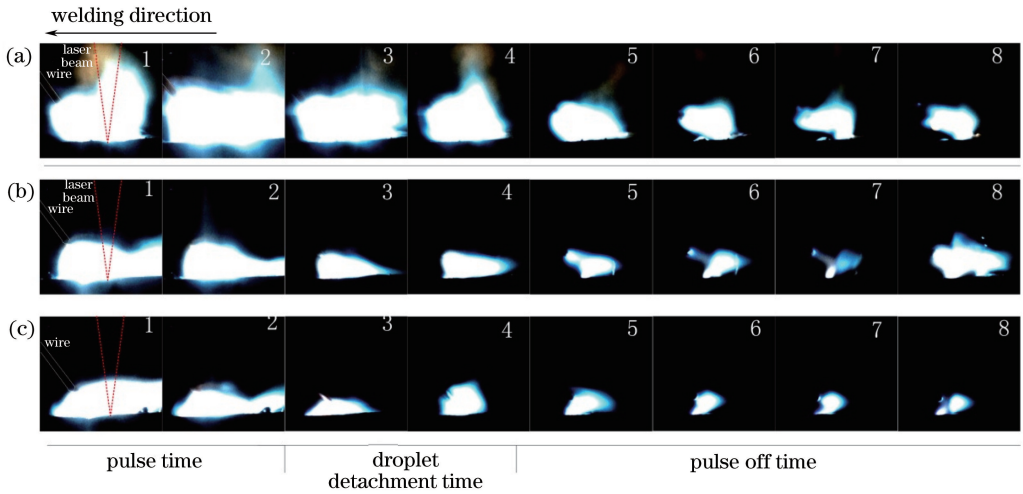 welding direction
(a)
laser
beam
wire
1
2
3
4
5
6
7
8
(b)
laser
beam
wire
1
2
3
4
5
6
7
8
(c)
wire
1
2
3
4
5
6
7
8
pulse time
droplet
detachment time
pulse off time